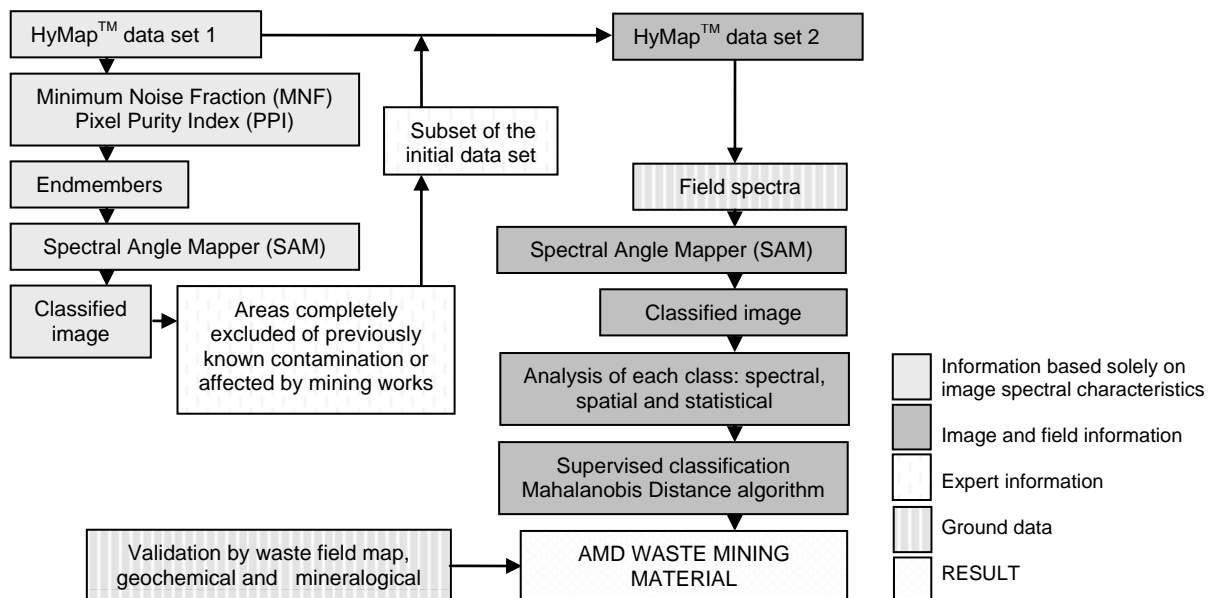 HyMap™ data set 1
Minimum Noise Fraction (MNF)
Pixel Purity Index (PPI)
Endmembers
Spectral Angle Mapper (SAM)
Classified
image
Areas completely
excluded of previously
known contamination or
affected by mining works
Subset of the
initial data set
HyMap™ data set 2
Field spectra
Spectral Angle Mapper (SAM)
Classified image
Analysis of each class: spectral,
spatial and statistical
Supervised classification
Mahalanobis Distance algorithm
Validation by waste field map,
geochemical and mineralogical
AMD WASTE MINING
MATERIAL
Information based solely on
image spectral characteristics
Image and field information
Expert information
Ground data
RESULT